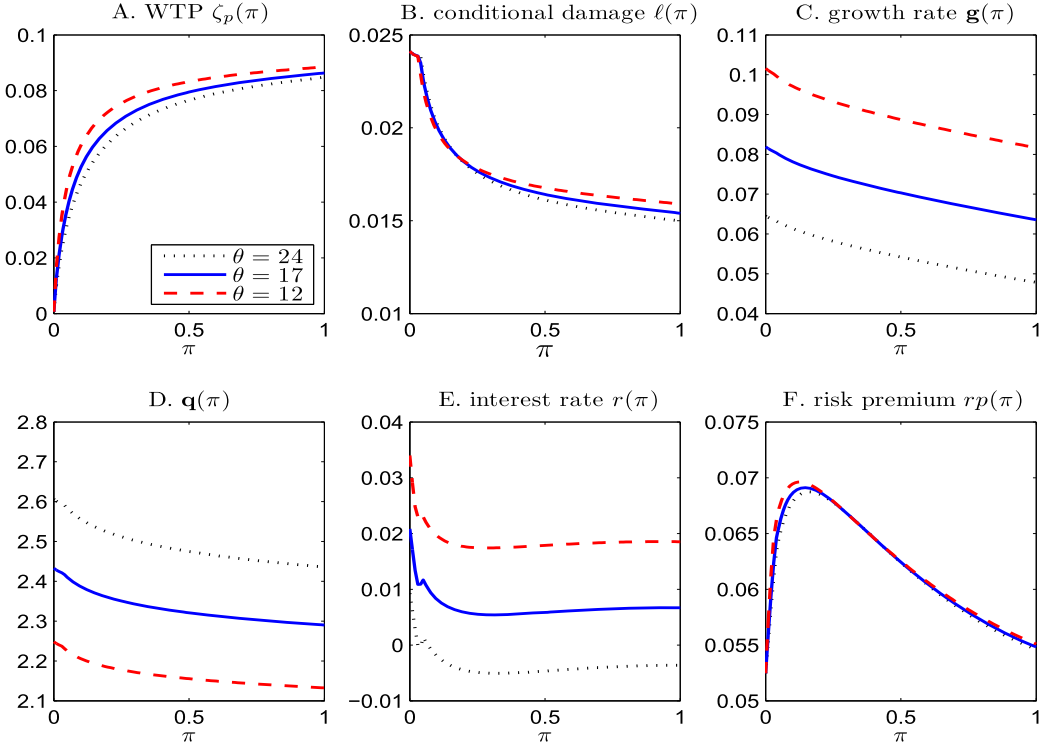 A. WTP ζₚ(π)
0.1
0.08
0.06
0.04
0.02
0
0 0.5 1
π
θ = 24
θ = 17
θ = 12
B. conditional damage ℓ(π)
0.025
0.02
0.015
0.01
0 0.5 1
π
C. growth rate g(π)
0.11
0.1
0.09
0.08
0.07
0.06
0.05
0.04
0 0.5 1
π
D. q(π)
2.8
2.7
2.6
2.5
2.4
2.3
2.2
2.1
0 0.5 1
π
E. interest rate r(π)
0.04
0.03
0.02
0.01
0
−0.01
0 0.5 1
π
F. risk premium rp(π)
0.075
0.07
0.065
0.06
0.055
0.05
0 0.5 1
π